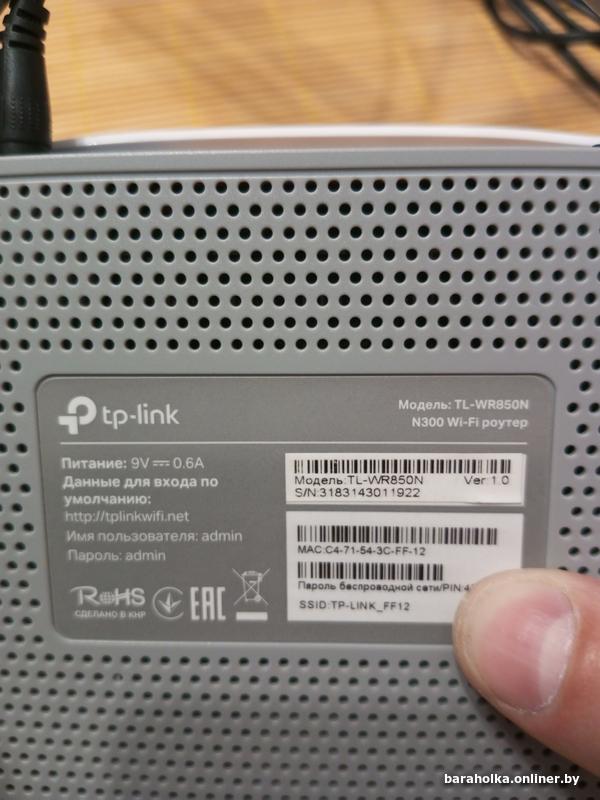 tp-link
Модель: TL-WR850N
N300 Wi-Fi роутер
Питание: 9V 0.6A
Данные для входа по
умолчанию:
http://tplinkwifi.net
Имя пользователя: admin
Пароль: admin
RoHS
СДЕЛАНО В КНР
EAC
Модель:TL-WR850N Ver:1.0
S/N:3183143011922
MAC:C4-71-54-3C-FF-12
Пароль беспроводной сети/PIN:4
SSID:TP-LINK_FF12
baraholka.onliner.by